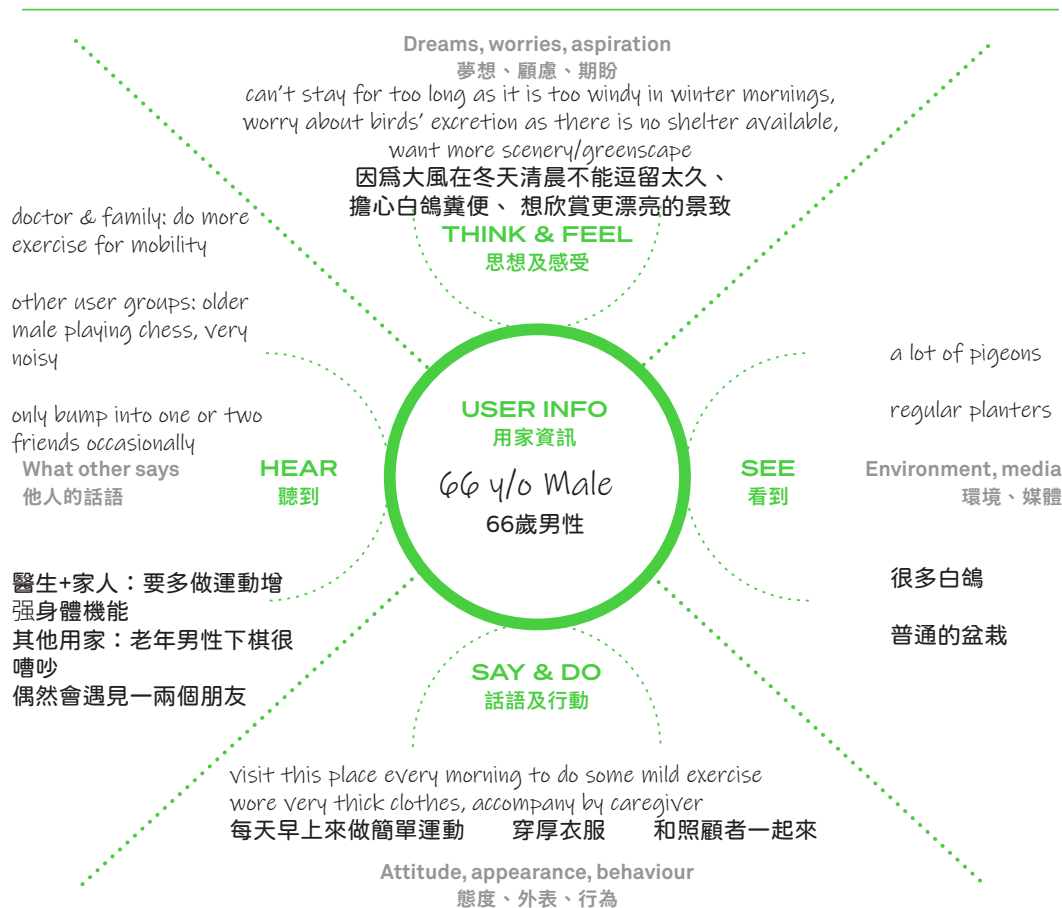 Dreams, worries, aspiration
夢想、顧慮、期盼
can't stay for too long as it is too windy in winter mornings,
worry about birds' excretion as there is no shelter available,
want more scenery/greenscape
因爲大風在冬天清晨不能逗留太久、
擔心白鴿糞便、 想欣賞更漂亮的景致
THINK & FEEL
思想及感受
doctor & family: do more
exercise for mobility
other user groups: older
male playing chess, very
noisy
only bump into one or two
friends occasionally
What other says
他人的話語
HEAR
聽到
醫生+家人：要多做運動增
强身體機能
其他用家：老年男性下棋很
嘈吵
偶然會遇見一兩個朋友
USER INFO
用家資訊
66 y/o Male
66歲男性
SEE
看到
a lot of pigeons
regular planters
Environment, media
環境、媒體
很多白鴿
普通的盆栽
SAY & DO
話語及行動
visit this place every morning to do some mild exercise
wore very thick clothes, accompany by caregiver
每天早上來做簡單運動 穿厚衣服 和照顧者一起來
Attitude, appearance, behaviour
態度、外表、行為